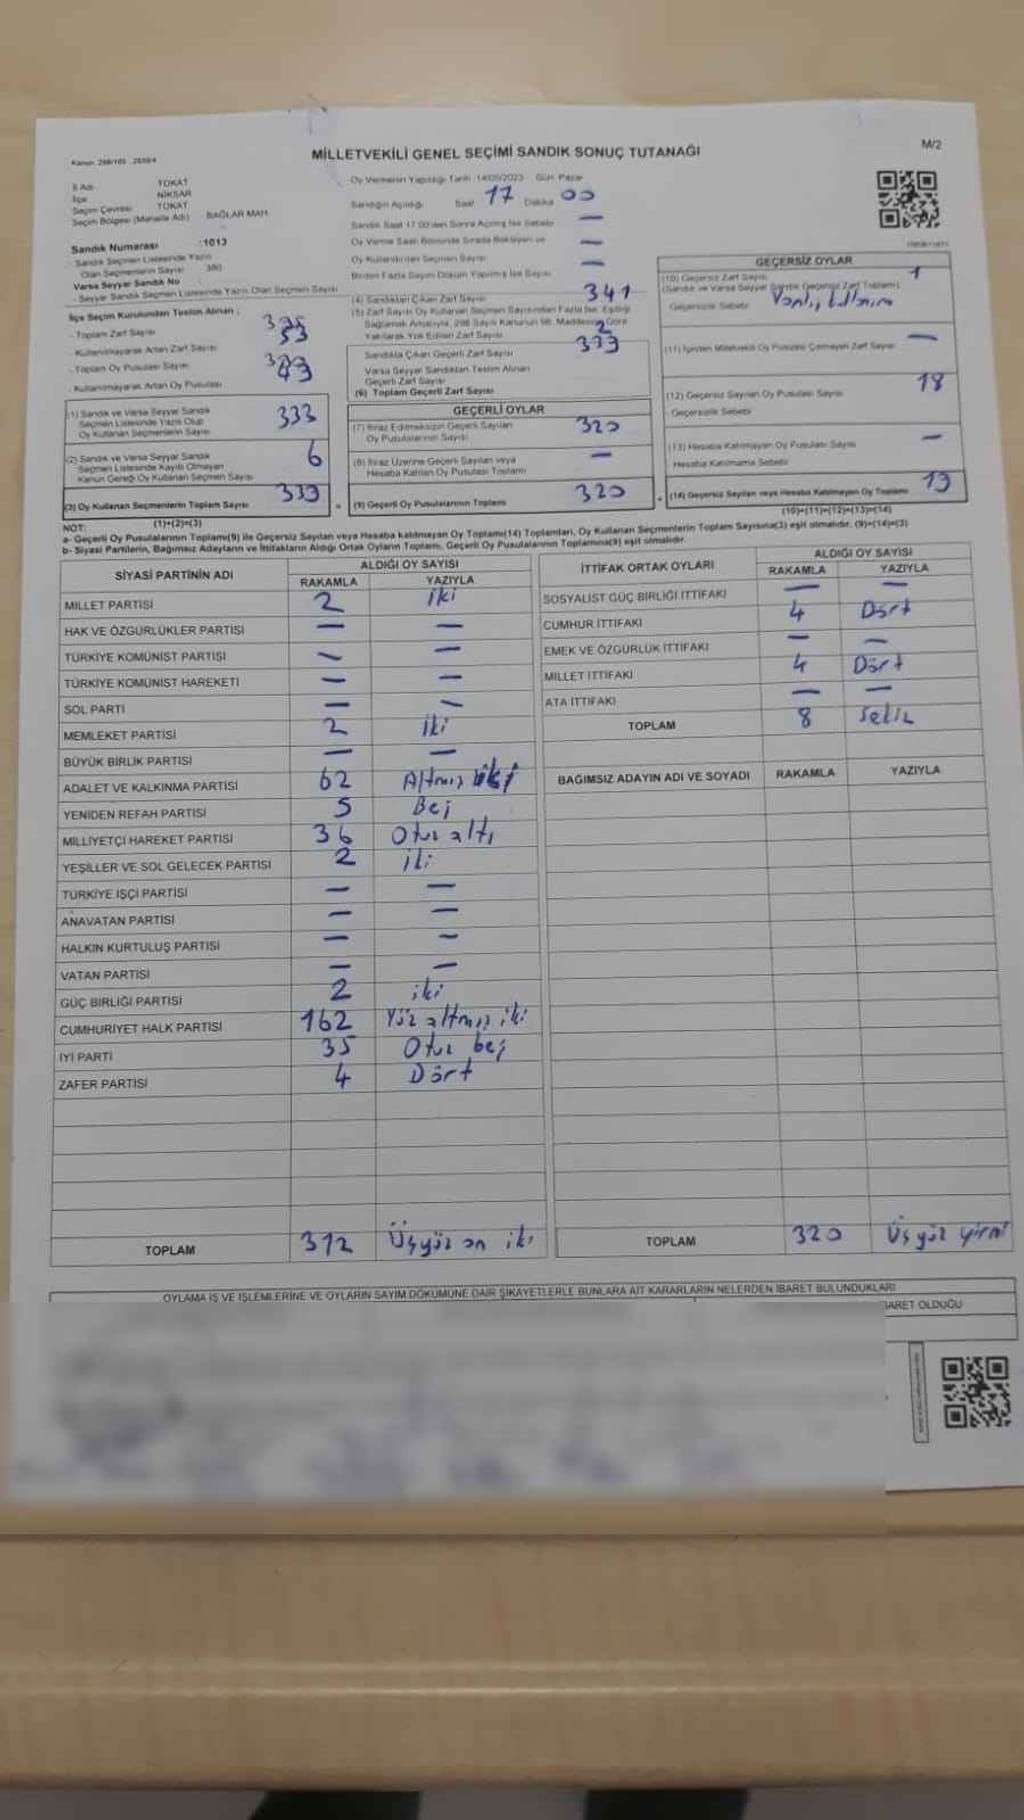 M/2
MİLLETVEKİLİ GENEL SEÇİMİ SANDIK SONUÇ TUTANAĞI
İl Adı TOKAT
İlçe NİKSAR
Seçim Çevresi TOKAT
Seçim Bölgesi (Mahalle Adı) BAĞLAR MAH.
Sandık Numarası :1013
Sandık Seçmen Listesinde Yazılı
Olan Seçmenlerin Sayısı
Varsa Seyyar Sandık No
- Seyyar Sandık Seçmen Listesinde Yazılı Olan Seçmen Sayısı
Oy Vermenin Yapıldığı Tarih :14/05/2023 Gün: Pazar
Sandığın Açıldığı Saat 17 Dakika 00
Sandık Saat 17.00'den Sonra Açılmış İse Sebebi —
Oy Verme Saati Bitiminde Sırada Bekleyen ve —
Oy Kullandırılan Seçmen Sayısı
Birden Fazla Sayım Döküm Yapılmış İse Sayısı —
İlçe Seçim Kurulundan Teslim Alınan :
- Toplam Zarf Sayısı
- Kullanılmayarak Artan Zarf Sayısı 53
- Toplam Oy Pusulası Sayısı
- Kullanılmayarak Artan Oy Pusulası 43
(1) Sandık ve Varsa Seyyar Sandık
Seçmen Listesinde Yazılı Olup
Oy Kullanan Seçmenlerin Sayısı 333
(2) Sandık ve Varsa Seyyar Sandık
Seçmen Listesinde Kayıtlı Olmayan
Kanun Gereği Oy Kullanan Seçmen Sayısı 6
(3) Oy Kullanan Seçmenlerin Toplam Sayısı 339
(4) Sandıktan Çıkan Zarf Sayısı 341
(5) Zarf Sayısı Oy Kullanan Seçmen Sayısından Fazla İse, Eşitliği
Sağlamak Amacıyla, 298 Sayılı Kanunun 98. Maddesine Göre
Yakılarak Yok Edilen Zarf Sayısı 2
Sandıkla Çıkan Geçerli Zarf Sayısı 339
Varsa Seyyar Sandıktan Teslim Alınan
Geçerli Zarf Sayısı
(6) Toplam Geçerli Zarf Sayısı
GEÇERLİ OYLAR
(7) İtiraz Edilmeksizin Geçerli Sayılan
Oy Pusulalarının Sayısı 320
(8) İtiraz Üzerine Geçerli Sayılan veya
Hesaba Katılan Oy Pusulası Toplamı —
(9) Geçerli Oy Pusulalarının Toplamı 320
GEÇERSİZ OYLAR
(10) Geçersiz Zarf Sayısı 1
(Sandık ve Varsa Seyyar Sandık Geçersiz Zarf Toplamı)
Geçersizlik Sebebi
(11) İçinden Milletvekili Oy Pusulası Çıkmayan Zarf Sayısı —
(12) Geçersiz Sayılan Oy Pusulası Sayısı 18
Geçersizlik Sebebi
(13) Hesaba Katılmayan Oy Pusulası Sayısı —
Hesaba Katılmama Sebebi
(14) Geçersiz Sayılan veya Hesaba Katılmayan Oy Toplamı 19
NOT: (1)+(2)=(3) (10)+(11)+(12)+(13)=(14)
a- Geçerli Oy Pusulalarının Toplamı(9) ile Geçersiz Sayılan veya Hesaba katılmayan Oy Toplamı(14) Toplamları, Oy Kullanan Seçmenlerin Toplam Sayısına(3) eşit olmalıdır. (9)+(14)=(3)
b- Siyasi Partilerin, Bağımsız Adayların ve İttifakların Aldığı Ortak Oyların Toplamı, Geçerli Oy Pusulalarının Toplamına(9) eşit olmalıdır.
SİYASİ PARTİNİN ADI ALDIĞI OY SAYISI
RAKAMLA YAZIYLA
MİLLET PARTİSİ 2 iki
HAK VE ÖZGÜRLÜKLER PARTİSİ — —
TÜRKİYE KOMÜNİST PARTİSİ — —
TÜRKİYE KOMÜNİST HAREKETİ — —
SOL PARTİ — —
MEMLEKET PARTİSİ 2 iki
BÜYÜK BİRLİK PARTİSİ — —
ADALET VE KALKINMA PARTİSİ 62 Altmış iki
YENİDEN REFAH PARTİSİ 5 Beş
MİLLİYETÇİ HAREKET PARTİSİ 36 Otuz altı
YEŞİLLER VE SOL GELECEK PARTİSİ 2 iki
TÜRKİYE İŞÇİ PARTİSİ — —
ANAVATAN PARTİSİ — —
HALKIN KURTULUŞ PARTİSİ — —
VATAN PARTİSİ — —
GÜÇ BİRLİĞİ PARTİSİ 2 iki
CUMHURİYET HALK PARTİSİ 162 Yüz altmış iki
İYİ PARTİ 35 Otuz beş
ZAFER PARTİSİ 4 Dört
TOPLAM 312 Üçyüz on iki
İTTİFAK ORTAK OYLARI ALDIĞI OY SAYISI
RAKAMLA YAZIYLA
SOSYALİST GÜÇ BİRLİĞİ İTTİFAKI — —
CUMHUR İTTİFAKI 4 Dört
EMEK VE ÖZGÜRLÜK İTTİFAKI — —
MİLLET İTTİFAKI 4 Dört
ATA İTTİFAKI — —
TOPLAM 8 sekiz
BAĞIMSIZ ADAYIN ADI VE SOYADI RAKAMLA YAZIYLA
TOPLAM 320 Üç yüz yirmi
OYLAMA İŞ VE İŞLEMLERİNE VE OYLARIN SAYIM DÖKÜMÜNE DAİR ŞİKAYETLERLE BUNLARA AİT KARARLARIN NELERDEN İBARET BULUNDUKLARI
BARET OLDUĞU